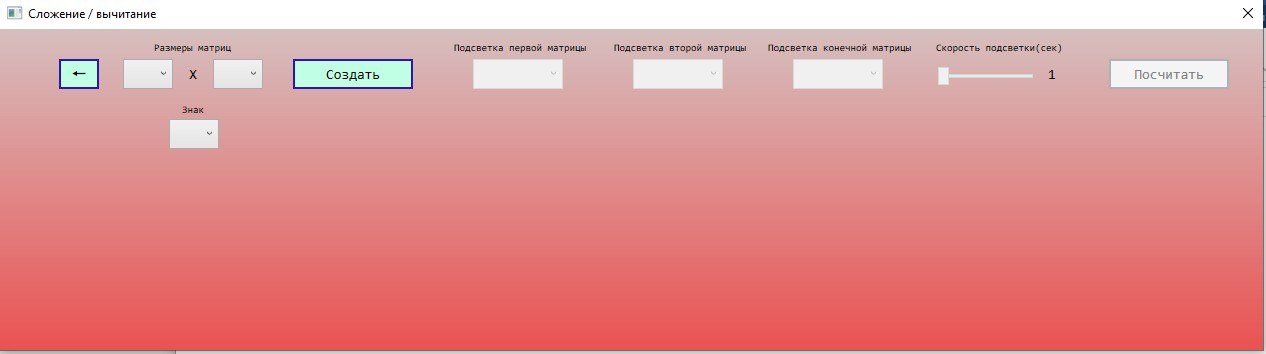 Сложение / вычитание
Размеры матриц
Подсветка первой матрицы
Подсветка второй матрицы
Подсветка конечной матрицы
Скорость подсветки(сек)
←
X
Создать
1
Посчитать
Знак